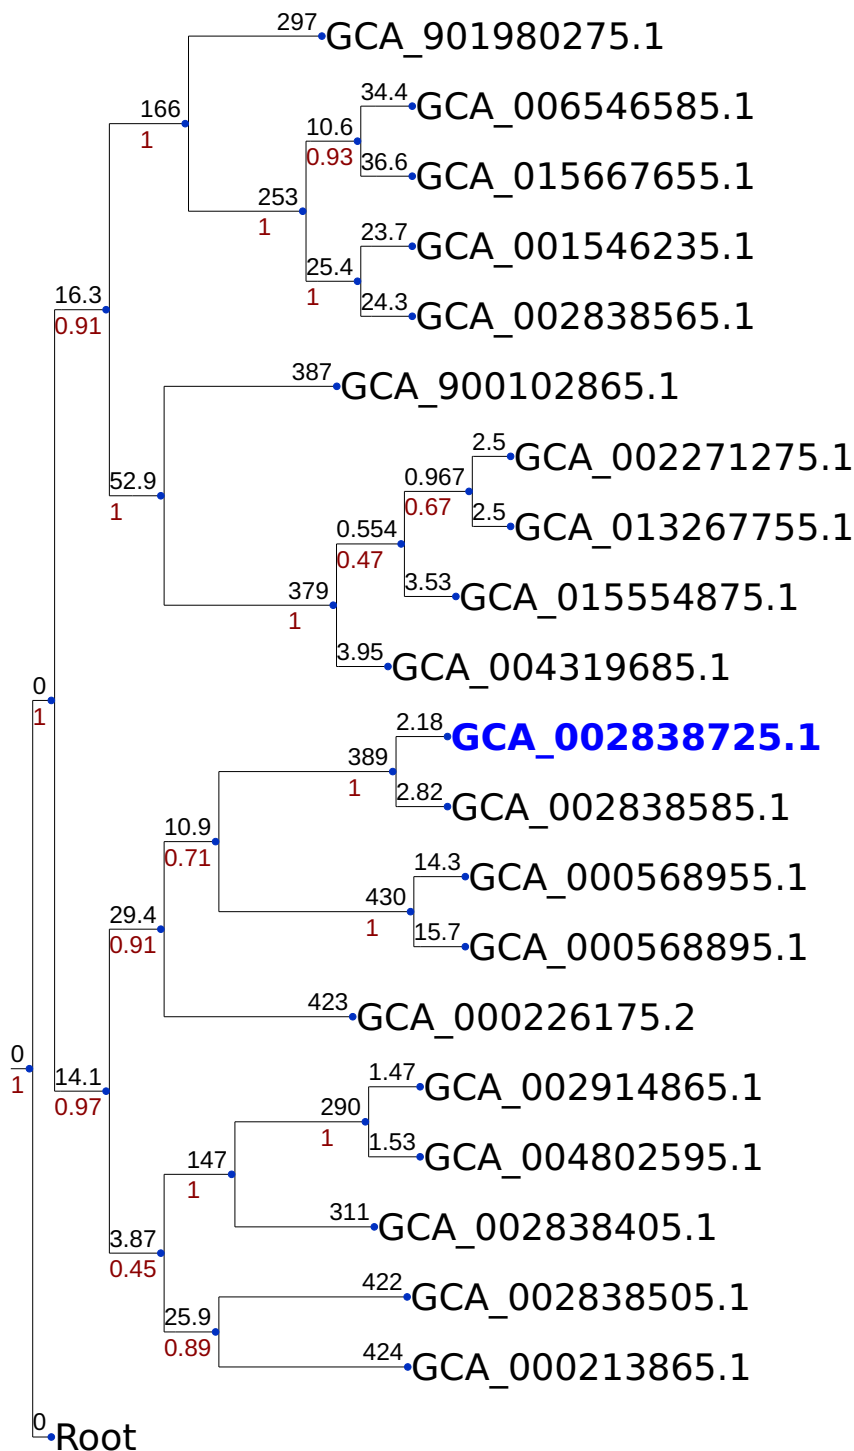 297 GCA_901980275.1
34.4 GCA_006546585.1
166
1
10.6
0.93
36.6 GCA_015667655.1
253
1
23.7 GCA_001546235.1
25.4
1
24.3 GCA_002838565.1
16.3
0.91
387 GCA_900102865.1
2.5 GCA_002271275.1
52.9
1
0.967
0.67
2.5 GCA_013267755.1
0.554
0.47
3.53 GCA_015554875.1
379
1
3.95 GCA_004319685.1
0
1
2.18 GCA_002838725.1
389
1
2.82 GCA_002838585.1
10.9
0.71
14.3 GCA_000568955.1
430
1
15.7 GCA_000568895.1
29.4
0.91
423 GCA_000226175.2
0
1
14.1
0.97
1.47 GCA_002914865.1
290
1
1.53 GCA_004802595.1
147
1
311 GCA_002838405.1
3.87
0.45
422 GCA_002838505.1
25.9
0.89
424 GCA_000213865.1
0 Root